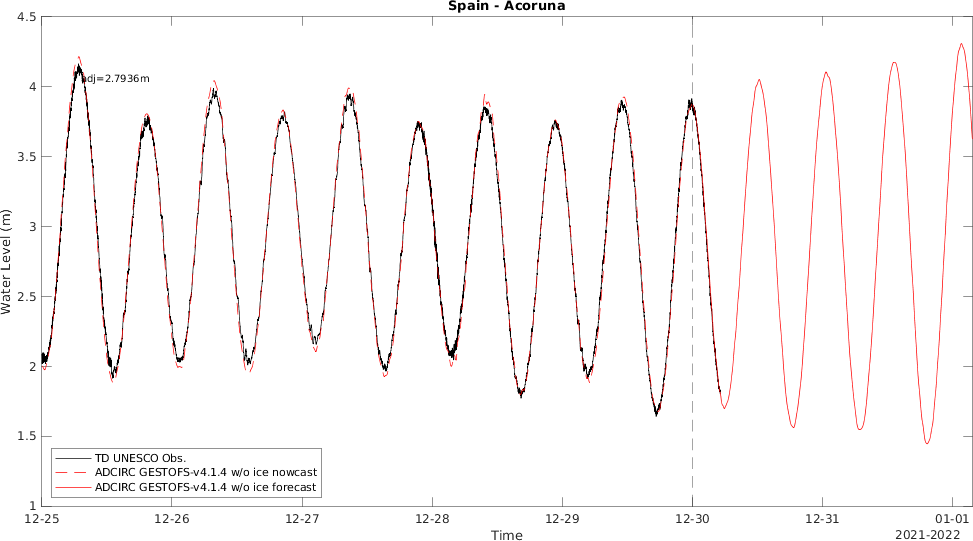 Spain - Acoruna
4.5
4
3.5
3
2.5
2
1.5
1
Water Level (m)
adj=2.7936m
TD UNESCO Obs.
ADCIRC GESTOFS-v4.1.4 w/o ice nowcast
ADCIRC GESTOFS-v4.1.4 w/o ice forecast
12-25 12-26 12-27 12-28 12-29 12-30 12-31 01-01
Time
2021-2022